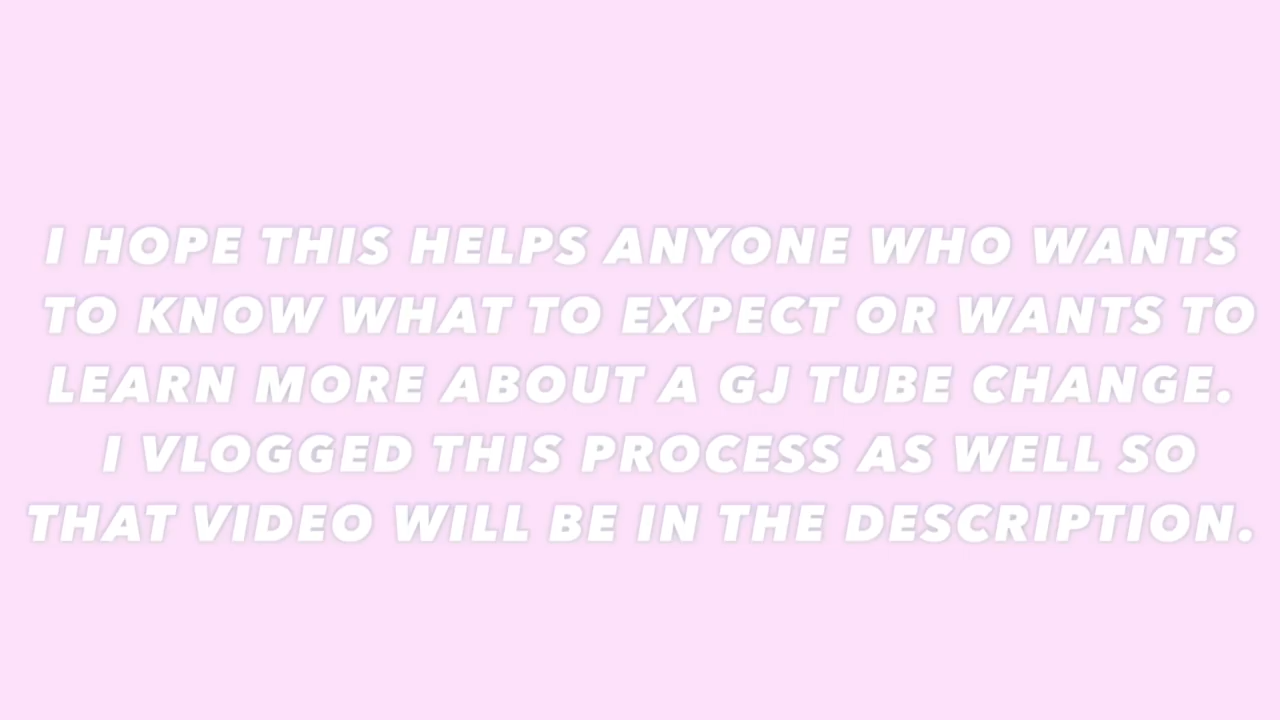 I HOPE THIS HELPS ANYONE WHO WANTS
TO KNOW WHAT TO EXPECT OR WANTS TO
LEARN MORE ABOUT A GJ TUBE CHANGE.
I VLOGGED THIS PROCESS AS WELL SO
THAT VIDEO WILL BE IN THE DESCRIPTION.